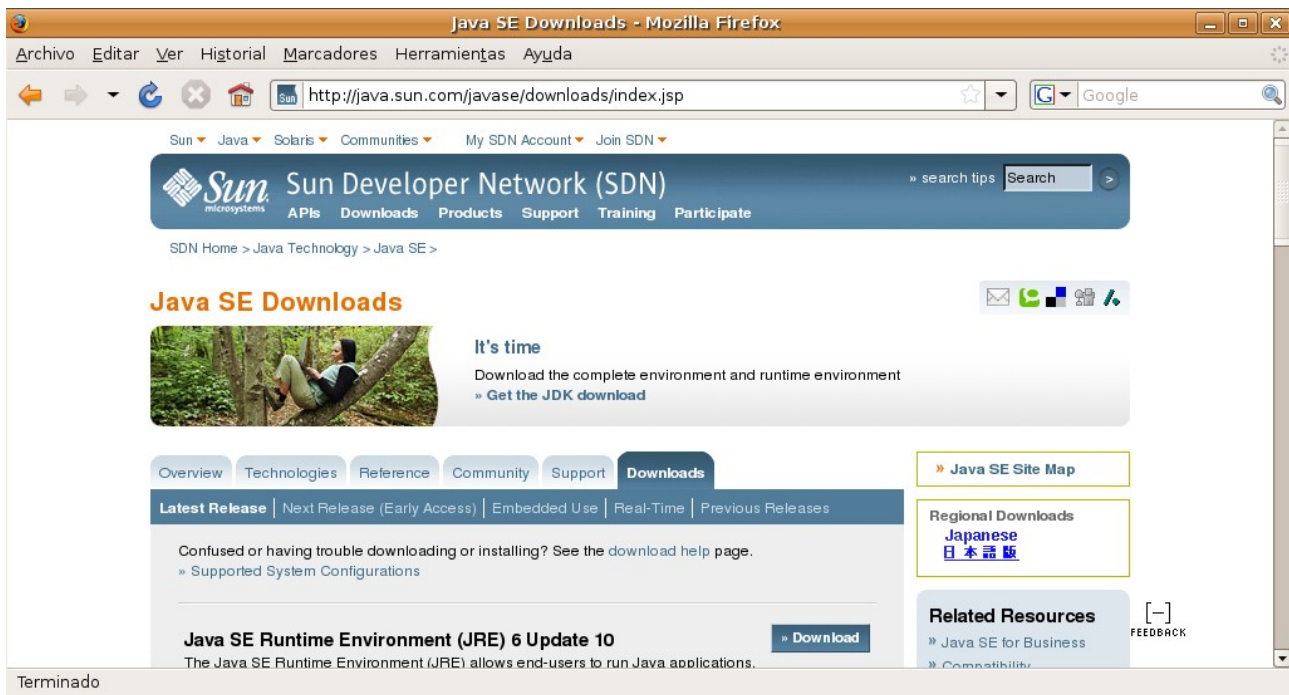 Java SE Downloads - Mozilla Firefox
Archivo Editar Ver Historial Marcadores Herramientas Ayuda
Sun http://java.sun.com/javase/downloads/index.jsp G Google
Sun Java Solaris Communities My SDN Account Join SDN
Sun microsystems Sun Developer Network (SDN) » search tips Search >
APIs Downloads Products Support Training Participate
SDN Home > Java Technology > Java SE >
Java SE Downloads
It's time
Download the complete environment and runtime environment
» Get the JDK download
Overview Technologies Reference Community Support Downloads
» Java SE Site Map
Latest Release | Next Release (Early Access) | Embedded Use | Real-Time | Previous Releases
Regional Downloads
Japanese
日本語版
Confused or having trouble downloading or installing? See the download help page.
» Supported System Configurations
Java SE Runtime Environment (JRE) 6 Update 10 » Download
The Java SE Runtime Environment (JRE) allows end-users to run Java applications.
Related Resources
» Java SE for Business
» Compatibility
[–]
FEEDBACK
Terminado